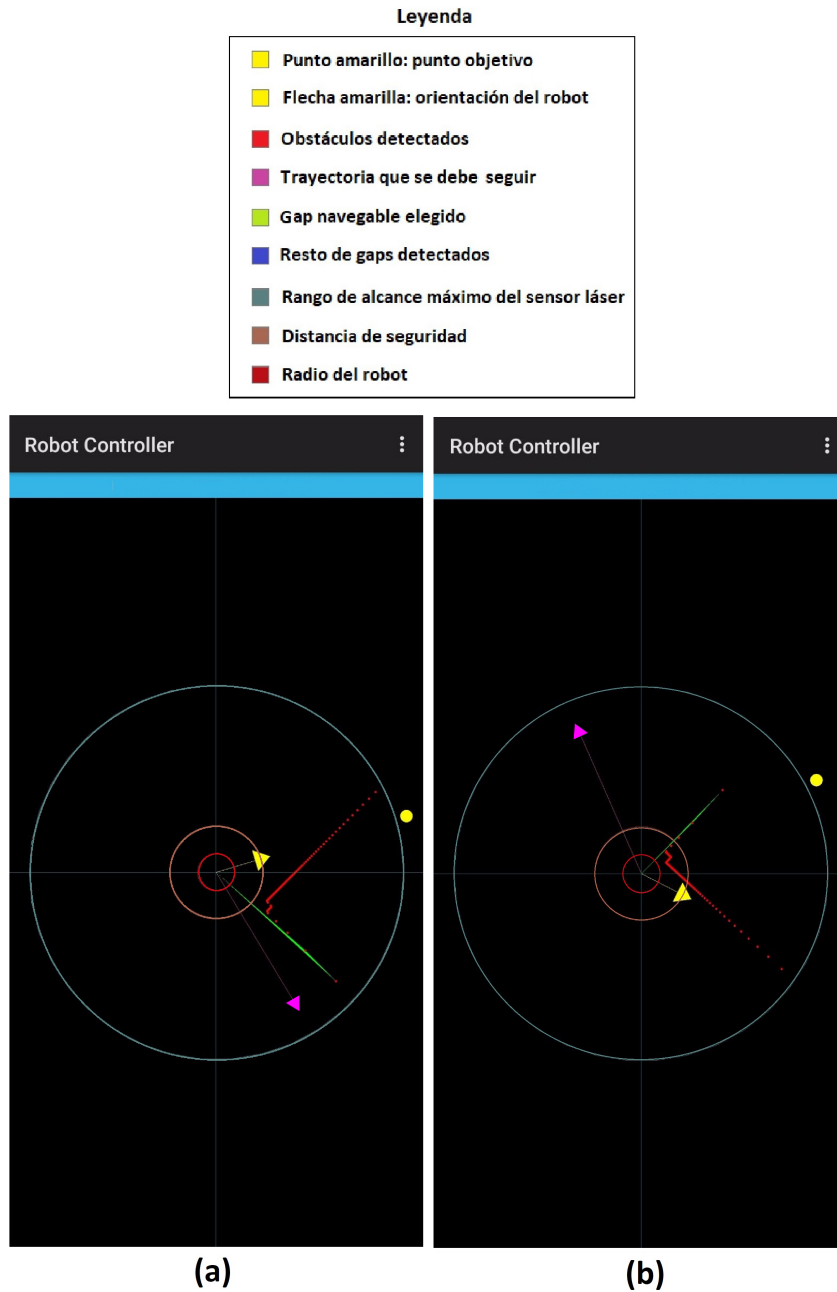 Leyenda
Punto amarillo: punto objetivo
Flecha amarilla: orientación del robot
Obstáculos detectados
Trayectoria que se debe seguir
Gap navegable elegido
Resto de gaps detectados
Rango de alcance máximo del sensor láser
Distancia de seguridad
Radio del robot
Robot Controller
Robot Controller
(a)
(b)